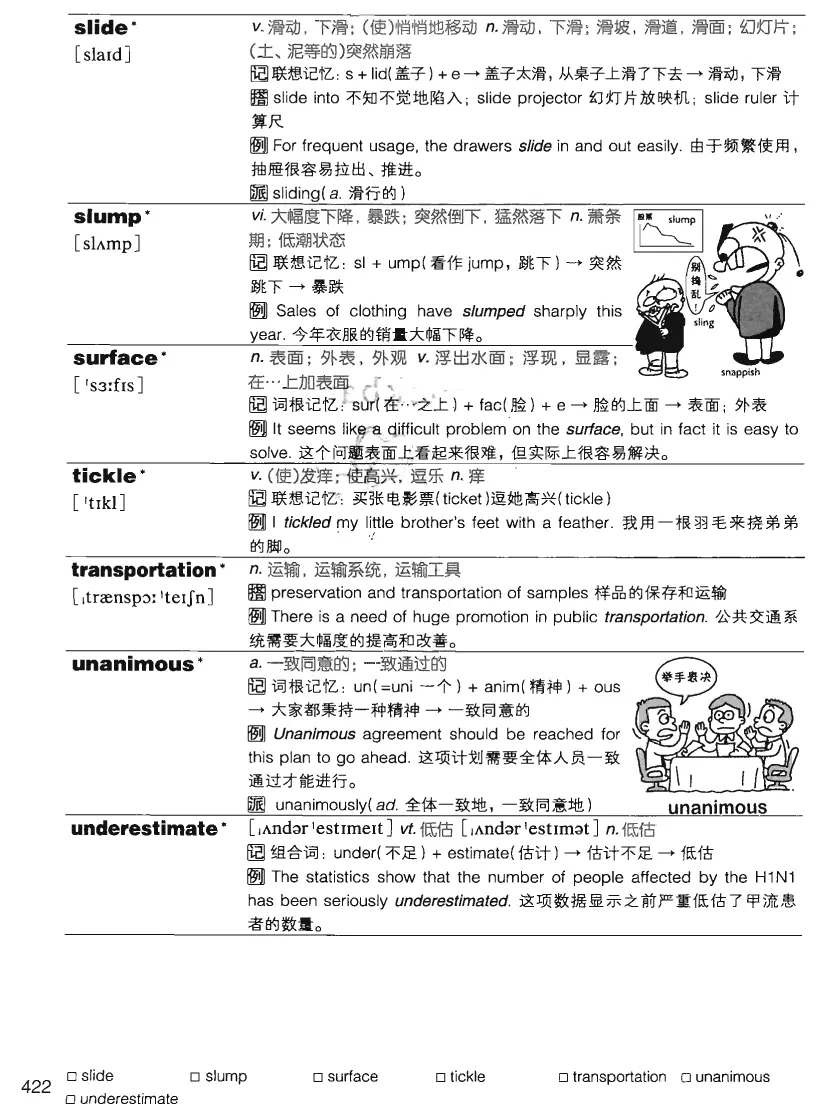 slide*
[slaɪd]
v. 滑动, 下滑; (使)悄悄地移动 n. 滑动, 下滑; 滑坡, 滑道, 滑面; 幻灯片;
(土、泥等的)突然崩落
记 联想记忆: s + lid(盖子) + e → 盖子太滑, 从桌子上滑了下去 → 滑动, 下滑
搭 slide into 不知不觉地陷入; slide projector 幻灯片放映机; slide ruler 计
算尺
例 For frequent usage, the drawers slide in and out easily. 由于频繁使用,
抽屉很容易拉出、推进。
派 sliding(a. 滑行的)
slump*
[slʌmp]
vi. 大幅度下降, 暴跌; 突然倒下, 猛然落下 n. 萧条
期; 低潮状态
记 联想记忆: sl + ump(看作 jump, 跳下) → 突然
跳下 → 暴跌
例 Sales of clothing have slumped sharply this
year. 今年衣服的销量大幅下降。
股票 slump
别搞乱!
sling
snappish
surface*
[ˈsɜːfɪs]
n. 表面; 外表, 外观 v. 浮出水面; 浮现, 显露;
在…上加表面
记 词根记忆: sur(在…之上) + fac(脸) + e → 脸的上面 → 表面; 外表
例 It seems like a difficult problem on the surface, but in fact it is easy to
solve. 这个问题表面上看起来很难, 但实际上很容易解决。
tickle*
[ˈtɪkl]
v. (使)发痒; 使高兴, 逗乐 n. 痒
记 联想记忆: 买张电影票(ticket)逗她高兴(tickle)
例 I tickled my little brother's feet with a feather. 我用一根羽毛来挠弟弟
的脚。
transportation*
[ˌtrænspɔːˈteɪʃn]
n. 运输, 运输系统, 运输工具
搭 preservation and transportation of samples 样品的保存和运输
例 There is a need of huge promotion in public transportation. 公共交通系
统需要大幅度的提高和改善。
unanimous*
a. 一致同意的; 一致通过的
记 词根记忆: un(=uni 一个) + anim(精神) + ous
→ 大家都秉持一种精神 → 一致同意的
例 Unanimous agreement should be reached for
this plan to go ahead. 这项计划需要全体人员一致
通过才能进行。
派 unanimously(ad. 全体一致地, 一致同意地)
举手表决
unanimous
underestimate*
[ˌʌndərˈestɪmeɪt] vt. 低估 [ˌʌndərˈestɪmət] n. 低估
记 组合词: under(不足) + estimate(估计) → 估计不足 → 低估
例 The statistics show that the number of people affected by the H1N1
has been seriously underestimated. 这项数据显示之前严重低估了甲流患
者的数量。
422
□ slide □ slump □ surface □ tickle □ transportation □ unanimous
□ underestimate